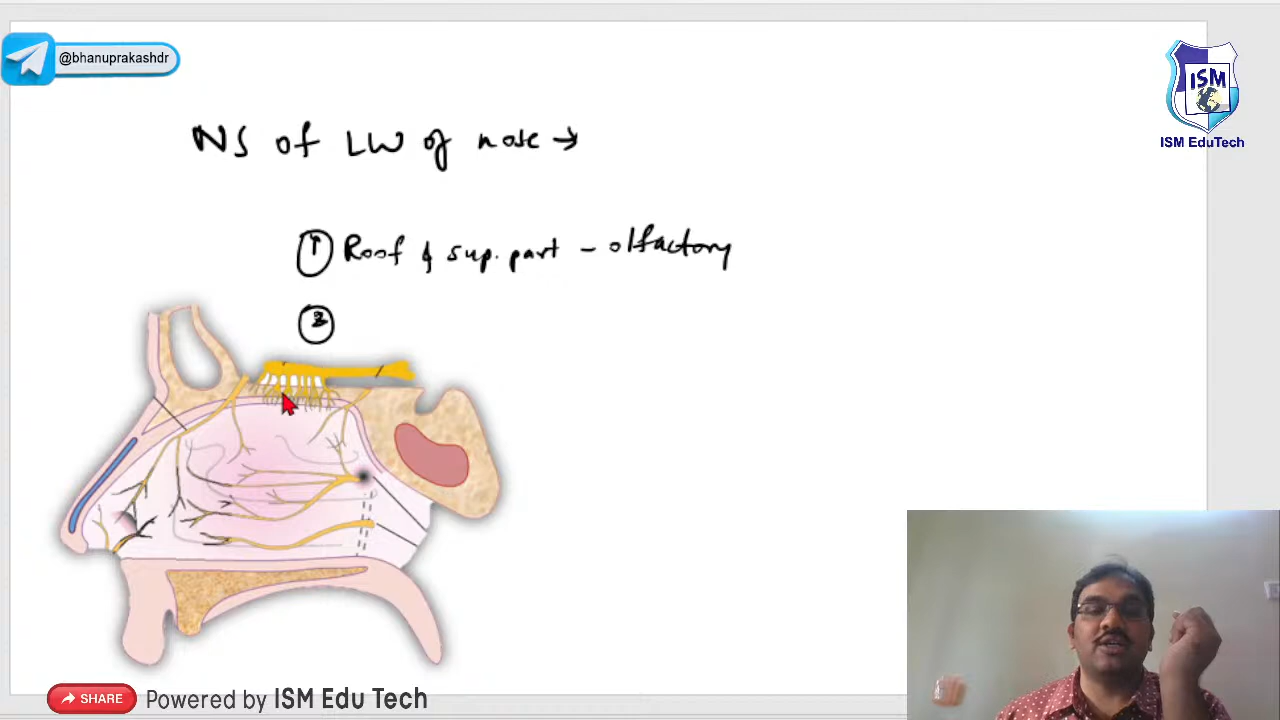 @bhanuprakashdr
ISM
ISM EduTech
NS of LW of nose →
① Roof & sup. part - olfactory
②
SHARE
Powered by ISM Edu Tech